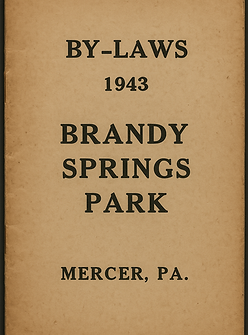 BY-LAWS
1943
BRANDY
SPRINGS
PARK
MERCER, PA.